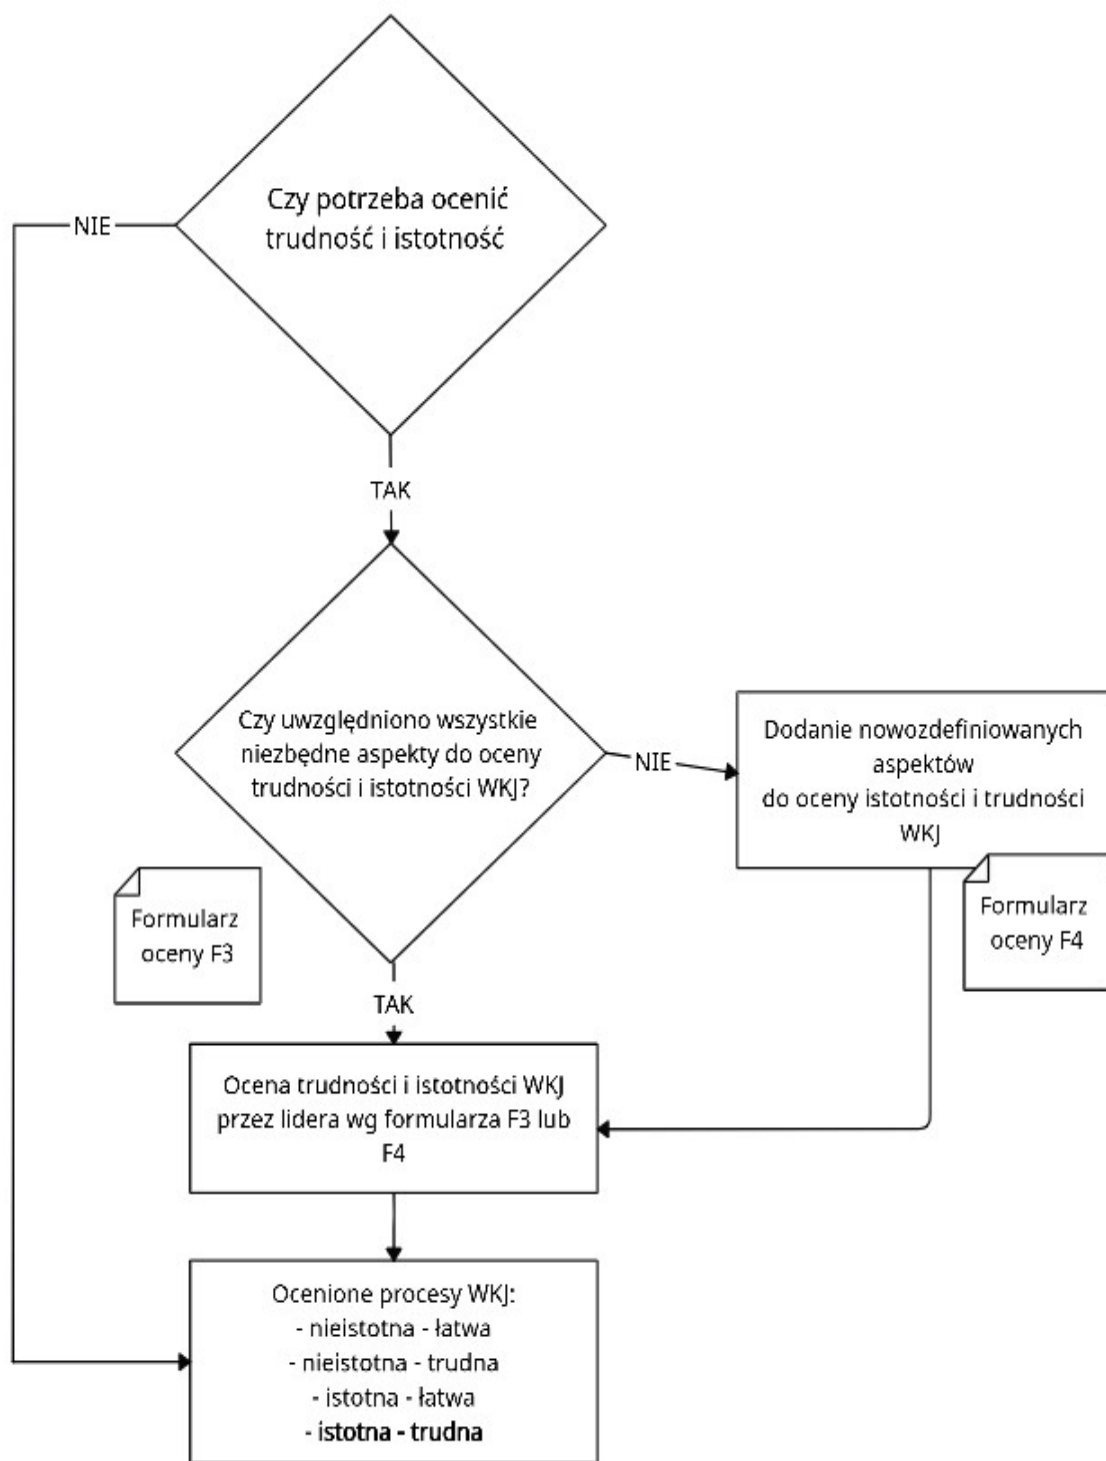 Czy potrzeba ocenić
trudność i istotność
NIE
TAK
Czy uwzględniono wszystkie
niezbędne aspekty do oceny
trudności i istotności WKJ?
NIE
Dodanie nowozdefiniowanych
aspektów
do oceny istotności i trudności
WKJ
Formularz
oceny F3
Formularz
oceny F4
TAK
Ocena trudności i istotności WKJ
przez lidera wg formularza F3 lub
F4
Ocenione procesy WKJ:
- nieistotna - łatwa
- nieistotna - trudna
- istotna - łatwa
- istotna - trudna